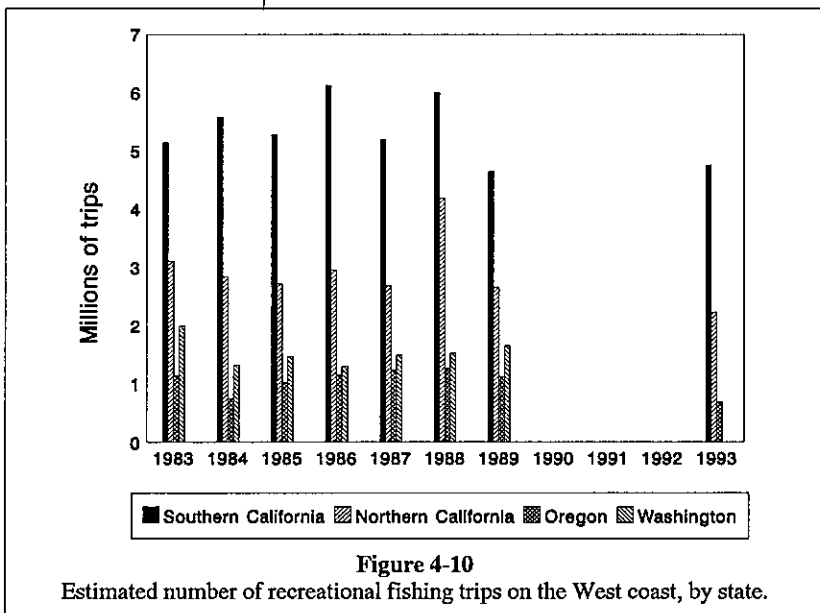 7
6
5
4
3
2
1
0
Millions of trips
1983 1984 1985 1986 1987 1988 1989 1990 1991 1992 1993
Southern California Northern California Oregon Washington
Figure 4-10
Estimated number of recreational fishing trips on the West coast, by state.